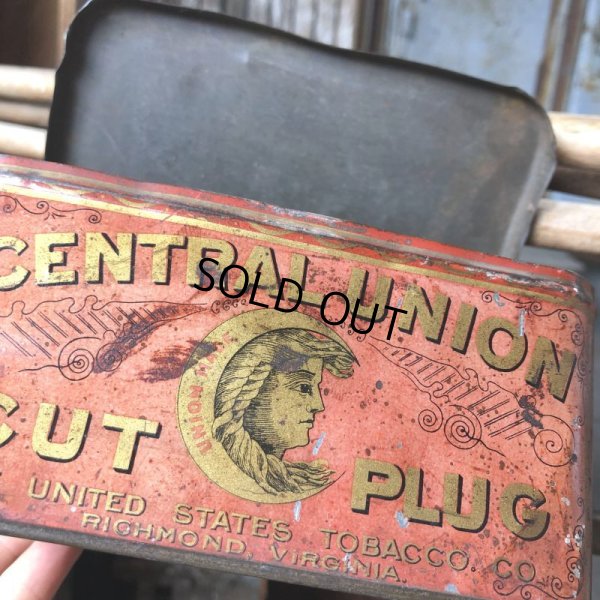 CENTRAL UNION
SOLD OUT
CUT PLUG
UNITED STATES TOBACCO CO.
RICHMOND, VIRGINIA.